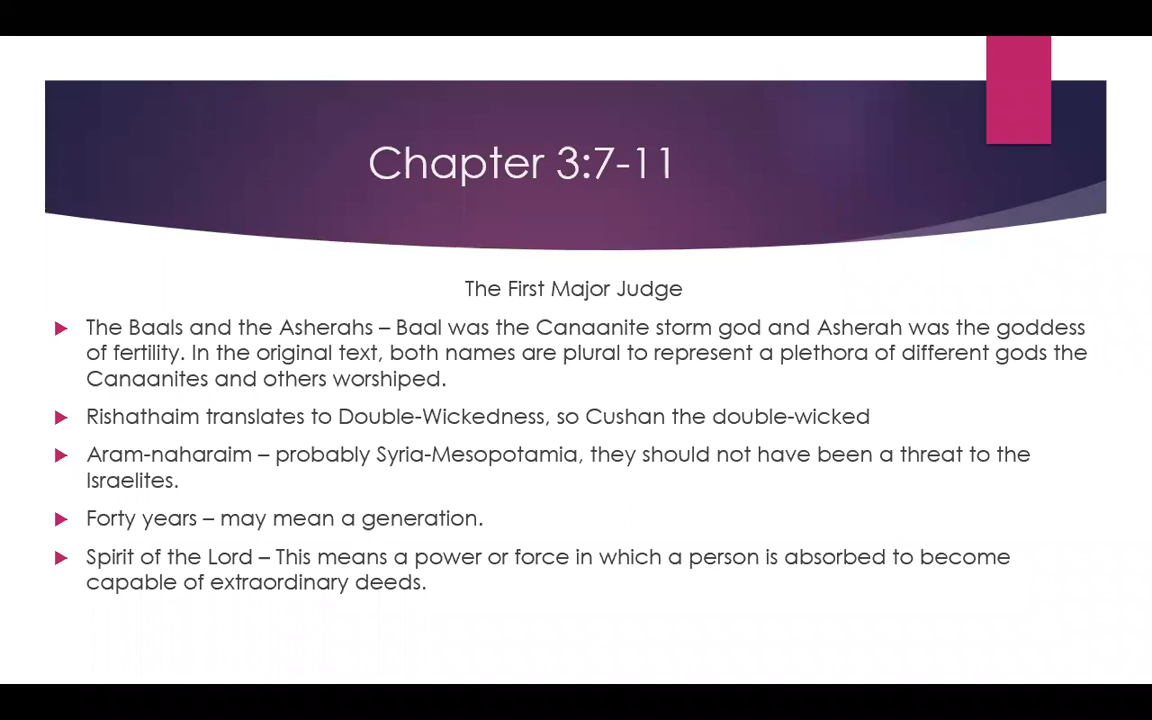 Chapter 3:7-11
The First Major Judge
The Baals and the Asherahs – Baal was the Canaanite storm god and Asherah was the goddess
of fertility. In the original text, both names are plural to represent a plethora of different gods the
Canaanites and others worshiped.
Rishathaim translates to Double-Wickedness, so Cushan the double-wicked
Aram-naharaim – probably Syria-Mesopotamia, they should not have been a threat to the
Israelites.
Forty years – may mean a generation.
Spirit of the Lord – This means a power or force in which a person is absorbed to become
capable of extraordinary deeds.